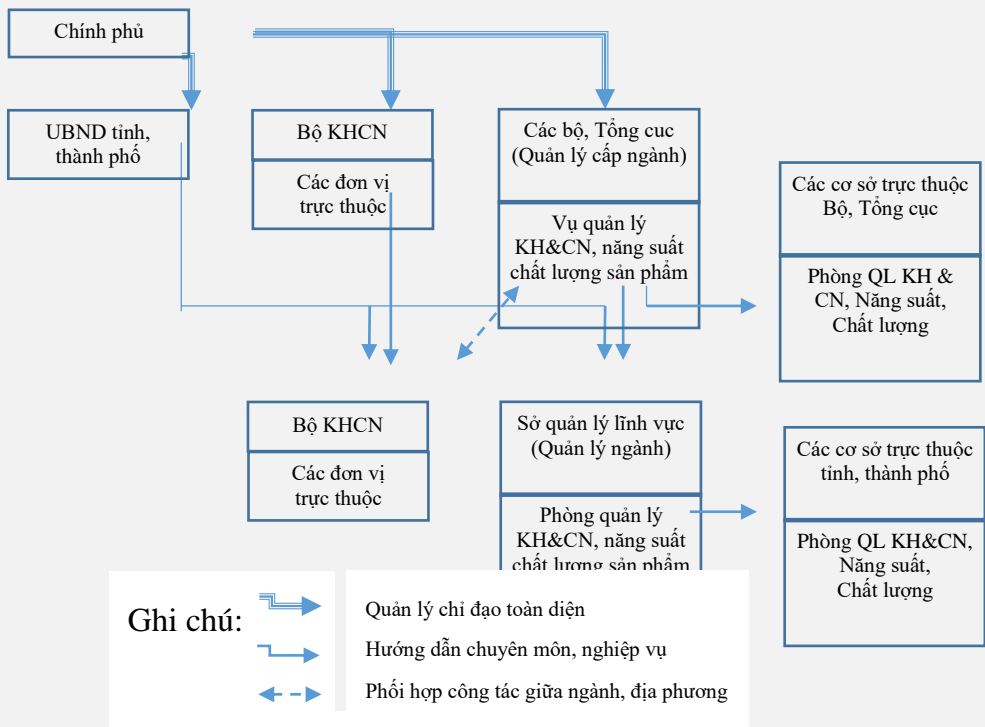 Chính phủ
UBND tỉnh,
thành phố
Bộ KHCN
Các đơn vị
trực thuộc
Các bộ, Tổng cuc
(Quản lý cấp ngành)
Vụ quản lý
KH&CN, năng suất
chất lượng sản phẩm
Các cơ sở trực thuộc
Bộ, Tổng cục
Phòng QL KH &
CN, Năng suất,
Chất lượng
Bộ KHCN
Các đơn vị
trực thuộc
Sở quản lý lĩnh vực
(Quản lý ngành)
Phòng quản lý
KH&CN, năng suất
chất lượng sản phẩm
Các cơ sở trực thuộc
tỉnh, thành phố
Phòng QL KH&CN,
Năng suất,
Chất lượng
Ghi chú:
Quản lý chỉ đạo toàn diện
Hướng dẫn chuyên môn, nghiệp vụ
Phối hợp công tác giữa ngành, địa phương